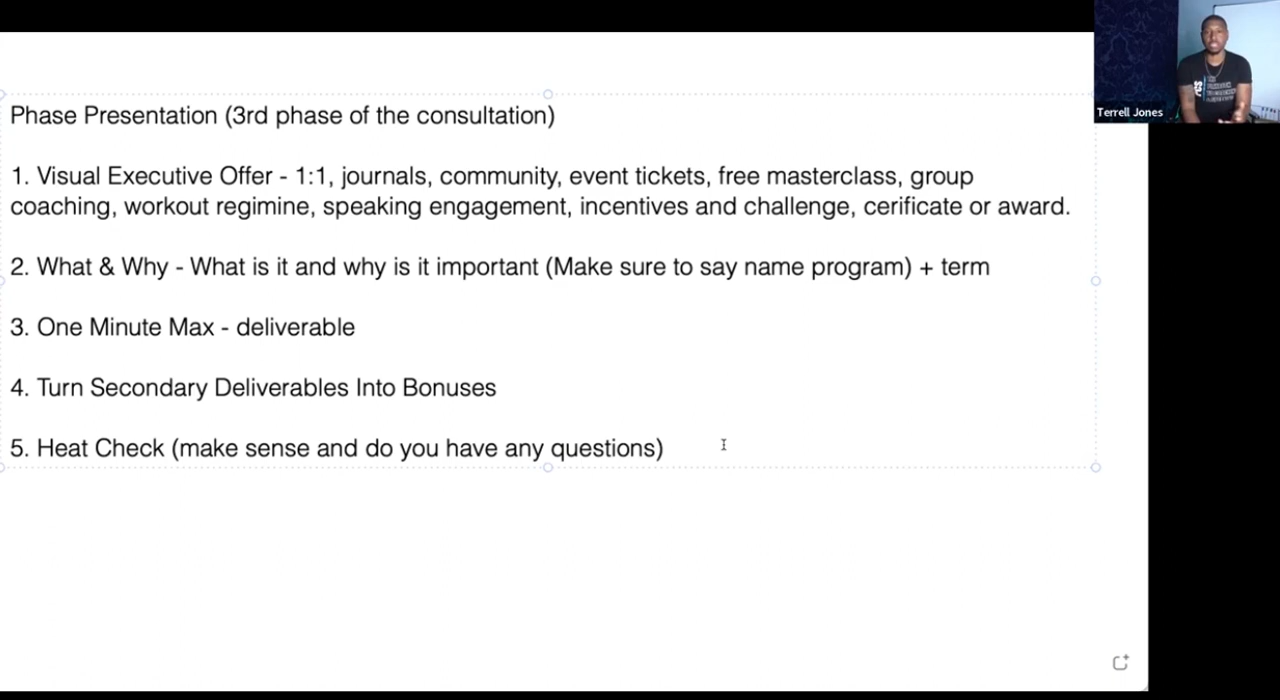 Phase Presentation (3rd phase of the consultation)
1. Visual Executive Offer - 1:1, journals, community, event tickets, free masterclass, group
coaching, workout regimine, speaking engagement, incentives and challenge, cerificate or award.
2. What & Why - What is it and why is it important (Make sure to say name program) + term
3. One Minute Max - deliverable
4. Turn Secondary Deliverables Into Bonuses
5. Heat Check (make sense and do you have any questions)
Terrell Jones